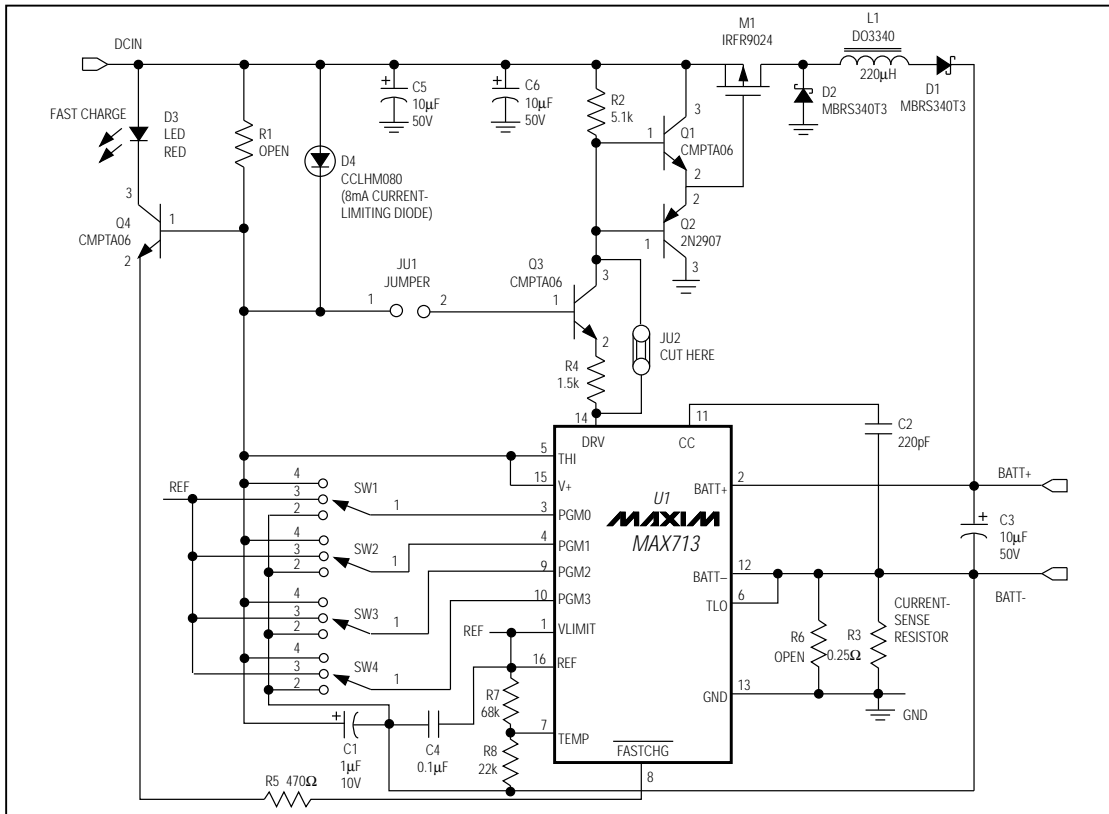 DCIN
FAST CHARGE
D3
LED
RED
R1
OPEN
D4
CCLHM080
(8mA CURRENT-
LIMITING DIODE)
+
C5
10µF
50V
+
C6
10µF
50V
R2
5.1k
M1
IRFR9024
L1
DO3340
220µH
D2
MBRS340T3
D1
MBRS340T3
3
1
Q1
CMPTA06
2
2
Q2
2N2907
1
3
3
Q4
CMPTA06
1
2
JU1
JUMPER
1
2
Q3
CMPTA06
3
1
2
R4
1.5k
JU2
CUT HERE
14
DRV
11
CC
C2
220pF
5
THI
15
V+
3
PGM0
4
PGM1
9
PGM2
10
PGM3
1
VLIMIT
16
REF
7
TEMP
FASTCHG
8
U1
MAXIM
MAX713
2
BATT+
12
BATT–
6
TLO
13
GND
REF
4
3
2
SW1
1
4
3
2
SW2
1
4
3
2
SW3
1
4
3
2
SW4
1
REF
R7
68k
R8
22k
+
C1
1µF
10V
C4
0.1µF
R5 470Ω
BATT+
+
C3
10µF
50V
BATT-
R6
OPEN
R3
0.25Ω
CURRENT-
SENSE
RESISTOR
GND